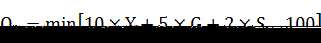 Q = min[10 × Y + 5 × G + 2 × S, 100]